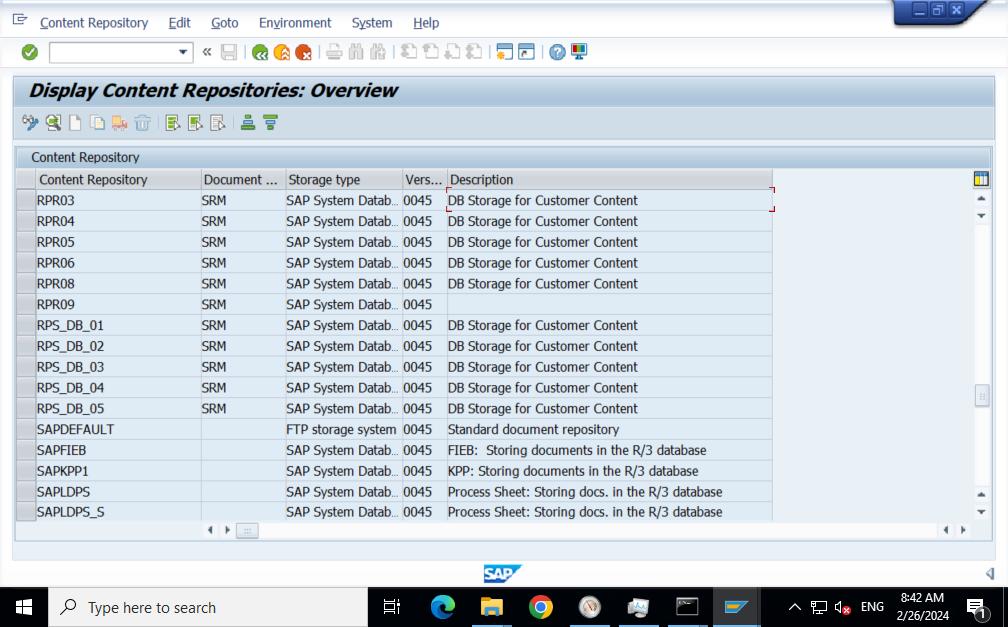 Content Repository Edit Goto Environment System Help
Display Content Repositories: Overview
Content Repository
Content Repository Document ... Storage type Vers... Description
RPR03 SRM SAP System Datab... 0045 DB Storage for Customer Content
RPR04 SRM SAP System Datab... 0045 DB Storage for Customer Content
RPR05 SRM SAP System Datab... 0045 DB Storage for Customer Content
RPR06 SRM SAP System Datab... 0045 DB Storage for Customer Content
RPR08 SRM SAP System Datab... 0045 DB Storage for Customer Content
RPR09 SRM SAP System Datab... 0045
RPS_DB_01 SRM SAP System Datab... 0045 DB Storage for Customer Content
RPS_DB_02 SRM SAP System Datab... 0045 DB Storage for Customer Content
RPS_DB_03 SRM SAP System Datab... 0045 DB Storage for Customer Content
RPS_DB_04 SRM SAP System Datab... 0045 DB Storage for Customer Content
RPS_DB_05 SRM SAP System Datab... 0045 DB Storage for Customer Content
SAPDEFAULT FTP storage system 0045 Standard document repository
SAPFIEB SAP System Datab... 0045 FIEB: Storing documents in the R/3 database
SAPKPP1 SAP System Datab... 0045 KPP: Storing documents in the R/3 database
SAPLDPS SAP System Datab... 0045 Process Sheet: Storing docs. in the R/3 database
SAPLDPS_S SAP System Datab... 0045 Process Sheet: Storing docs. in the R/3 database
SAP
Type here to search
ENG
8:42 AM
2/26/2024
1